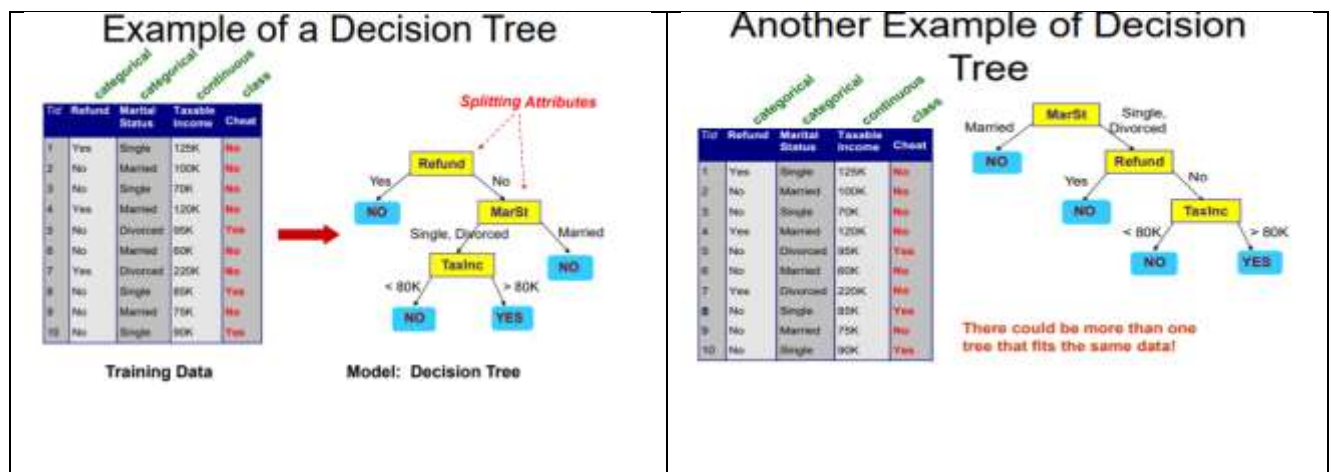 Example of a Decision Tree
categorical
categorical
continuous
class
Tid Refund Marital Status Taxable Income Cheat
1 Yes Single 125K No
2 No Married 100K No
3 No Single 70K No
4 Yes Married 120K No
5 No Divorced 95K Yes
6 No Married 60K No
7 Yes Divorced 220K No
8 No Single 85K Yes
9 No Married 75K No
10 No Single 90K Yes
Training Data
Splitting Attributes
Refund
Yes No
NO MarSt
Single, Divorced Married
TaxInc NO
< 80K > 80K
NO YES
Model: Decision Tree
Another Example of Decision
Tree
categorical
categorical
continuous
class
Tid Refund Marital Status Taxable Income Cheat
1 Yes Single 125K No
2 No Married 100K No
3 No Single 70K No
4 Yes Married 120K No
5 No Divorced 95K Yes
6 No Married 60K No
7 Yes Divorced 220K No
8 No Single 85K Yes
9 No Married 75K No
10 No Single 90K Yes
MarSt
Married Single, Divorced
NO Refund
Yes No
NO TaxInc
< 80K > 80K
NO YES
There could be more than one
tree that fits the same data!